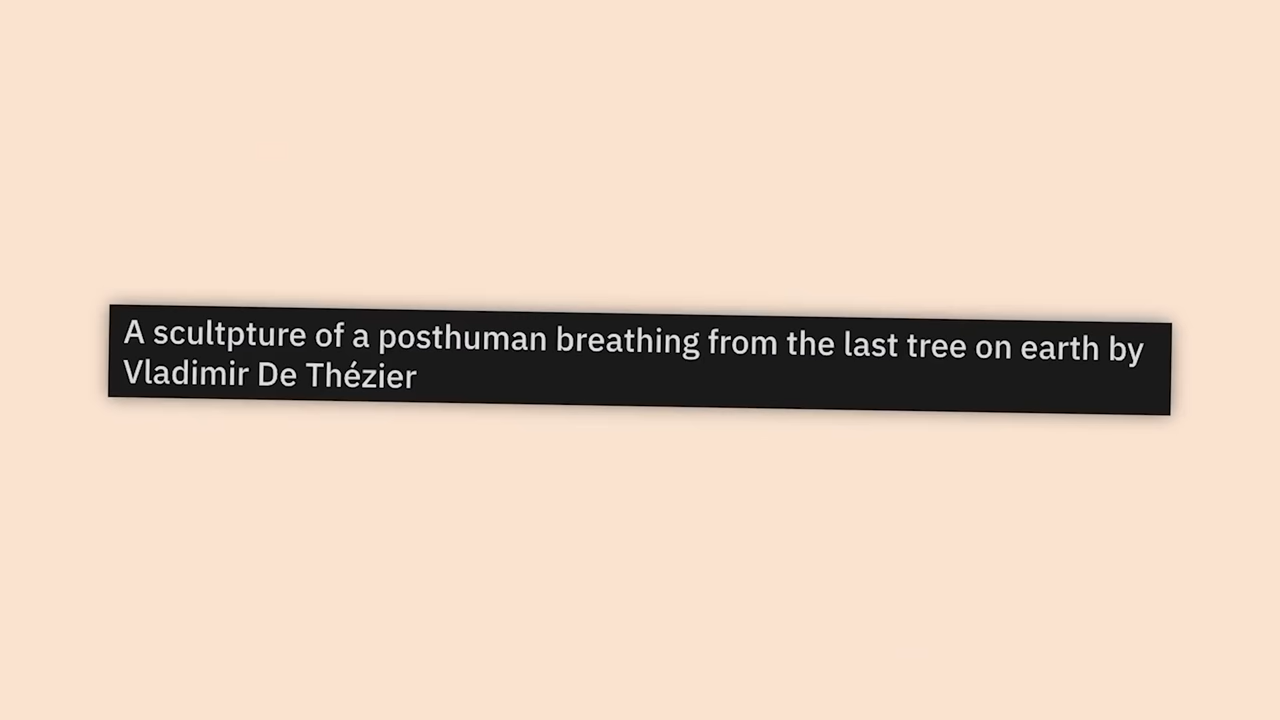 A scultpture of a posthuman breathing from the last tree on earth by
Vladimir De Thézier